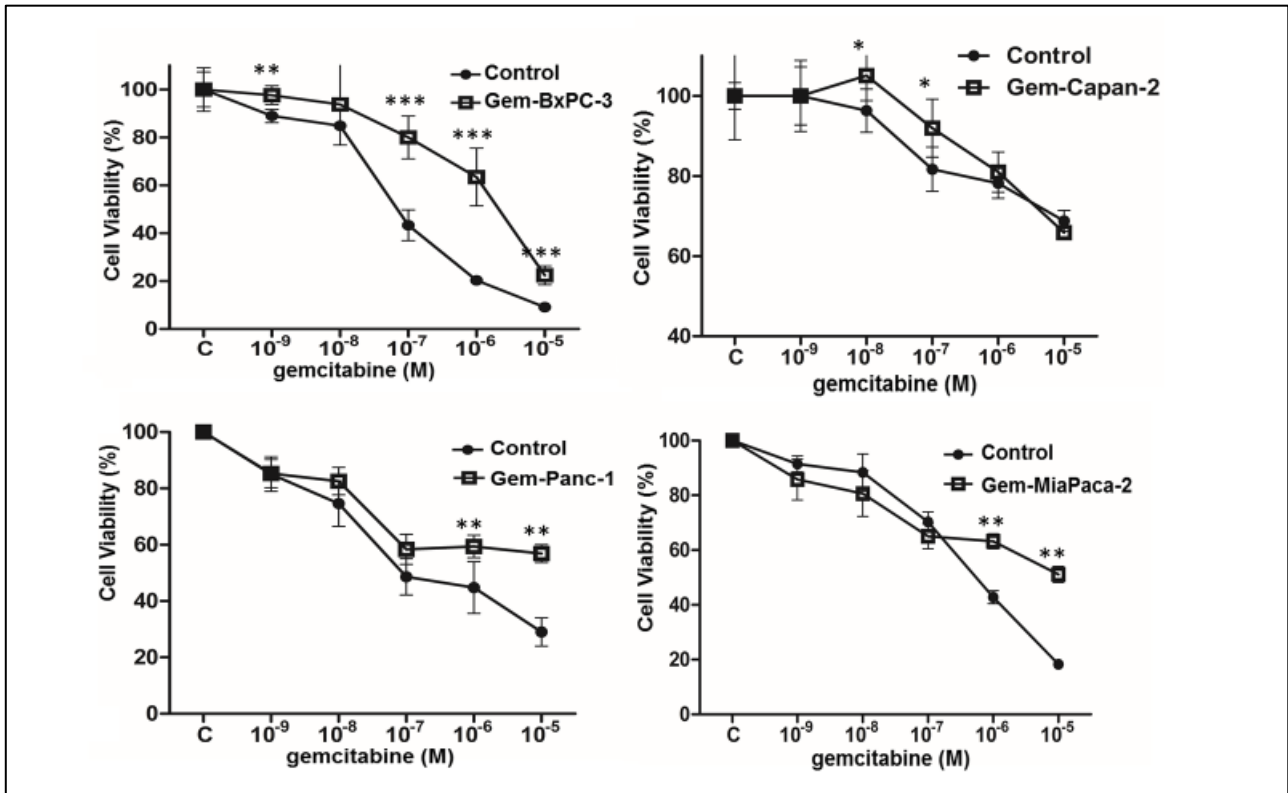 Control
Gem-BxPC-3
**
***
***
***
Cell Viability (%)
100
80
60
40
20
0
C 10⁻⁹ 10⁻⁸ 10⁻⁷ 10⁻⁶ 10⁻⁵
gemcitabine (M)
Control
Gem-Capan-2
*
*
Cell Viability (%)
100
80
60
40
C 10⁻⁹ 10⁻⁸ 10⁻⁷ 10⁻⁶ 10⁻⁵
gemcitabine (M)
Control
Gem-Panc-1
**
**
Cell Viability (%)
100
80
60
40
20
0
C 10⁻⁹ 10⁻⁸ 10⁻⁷ 10⁻⁶ 10⁻⁵
gemcitabine (M)
Control
Gem-MiaPaca-2
**
**
Cell Viability (%)
100
80
60
40
20
0
C 10⁻⁹ 10⁻⁸ 10⁻⁷ 10⁻⁶ 10⁻⁵
gemcitabine (M)